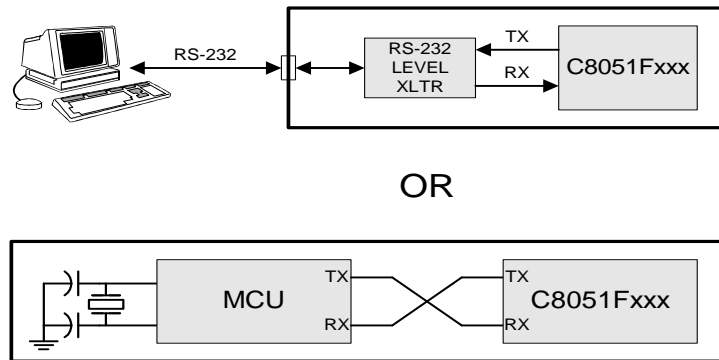 RS-232
RS-232
LEVEL
XLTR
TX
RX
C8051Fxxx
OR
MCU
TX
RX
TX
RX
C8051Fxxx